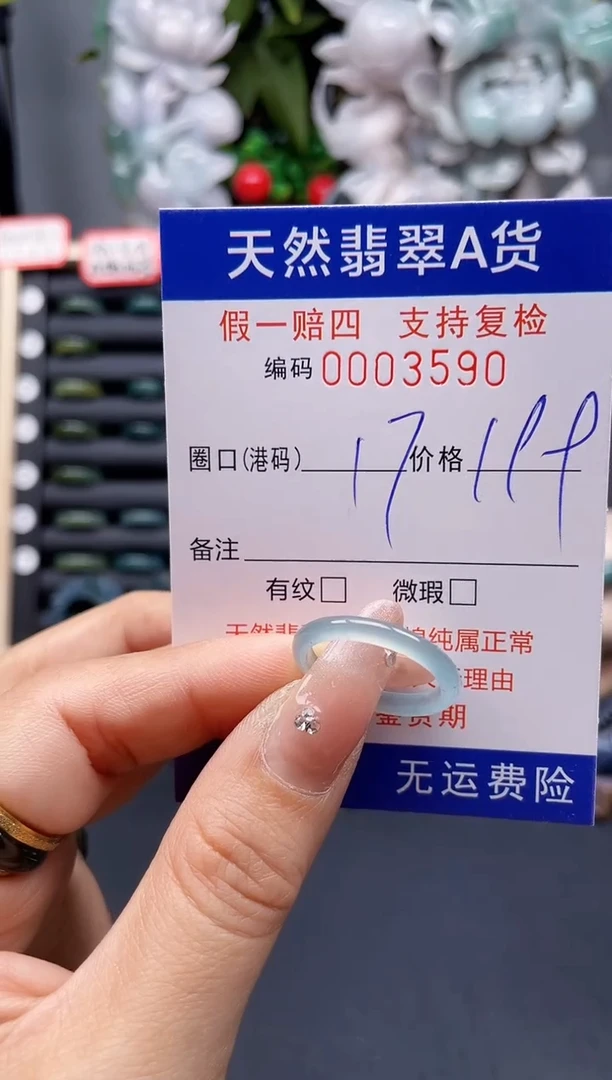 天然翡翠A货
假一赔四 支持复检
编码 0003590
圈口(港码) 17 价格 199
备注
有纹□ 微瑕□
天然翡 纯属正常
理由
鉴赏期
无运费险